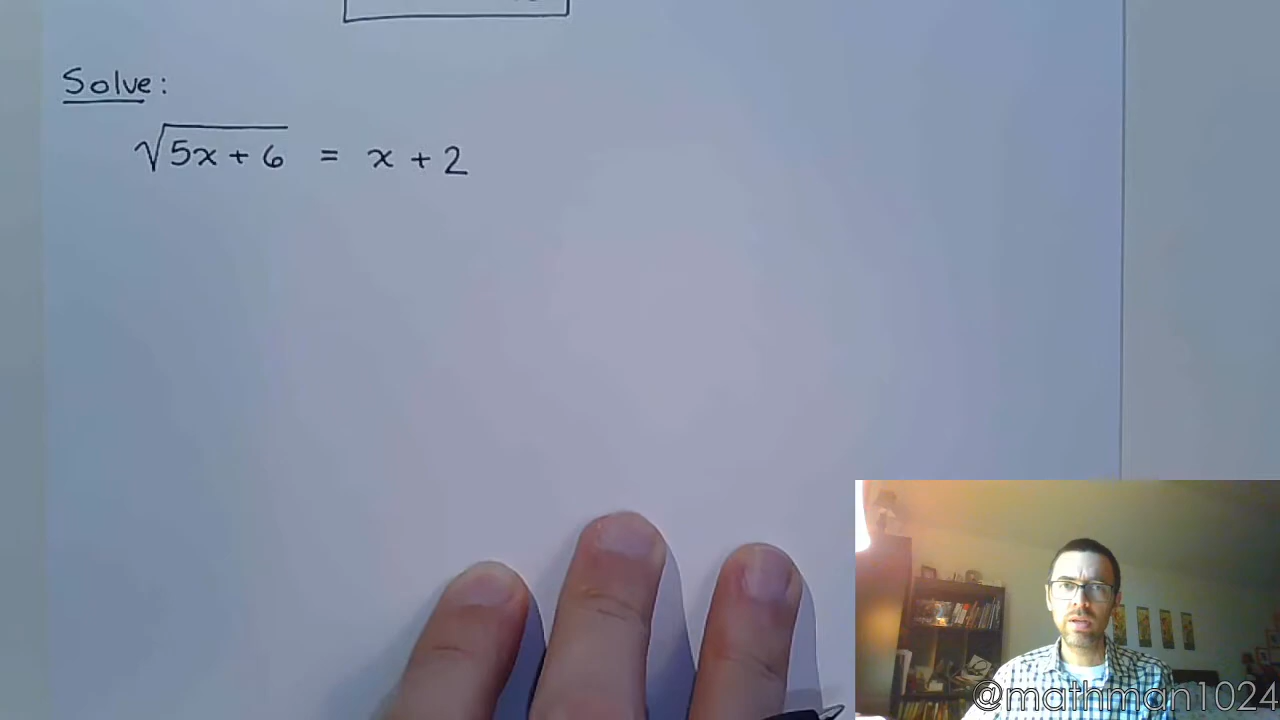 Solve:
√(5x + 6) = x + 2
@mathman1024